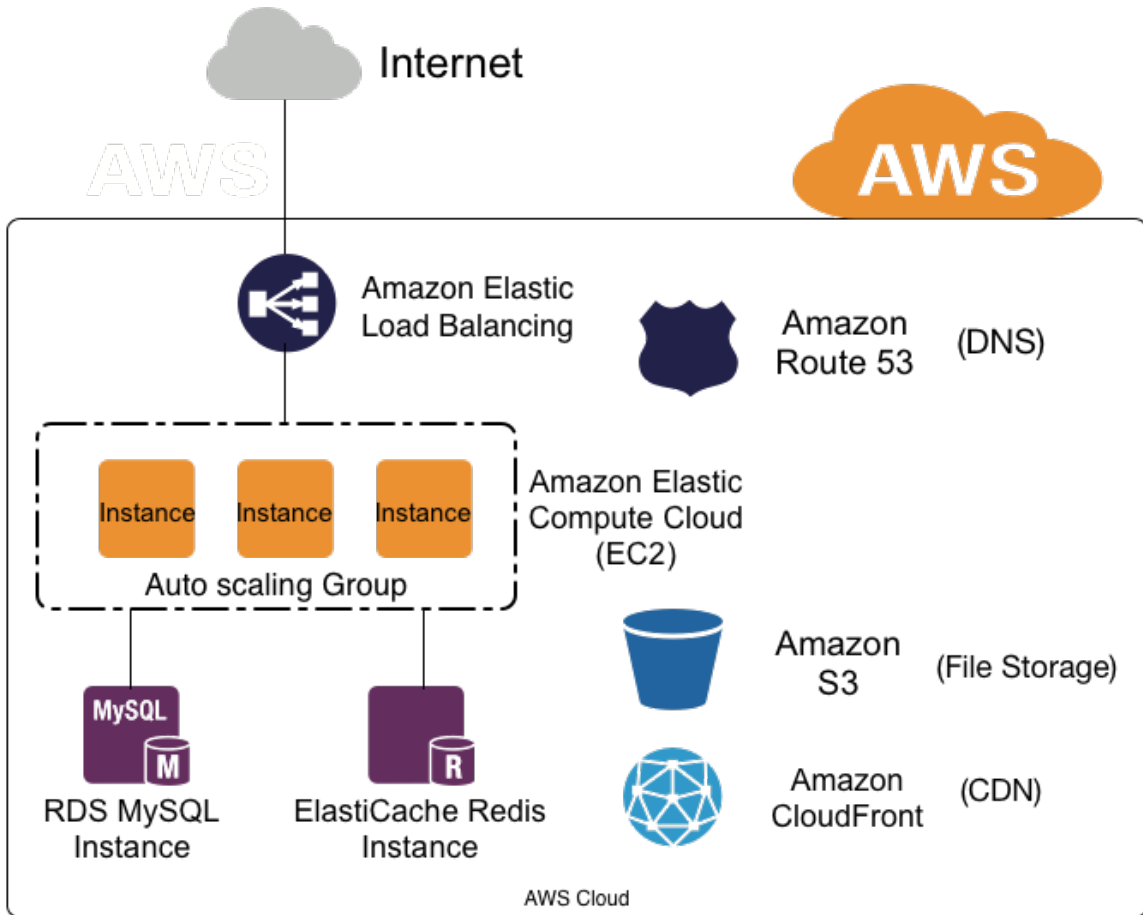 Internet
AWS
AWS
Amazon Elastic
Load Balancing
Amazon
Route 53
(DNS)
Instance
Instance
Instance
Auto scaling Group
Amazon Elastic
Compute Cloud
(EC2)
Amazon
S3
(File Storage)
MySQL
M
R
RDS MySQL
Instance
ElastiCache Redis
Instance
Amazon
CloudFront
(CDN)
AWS Cloud